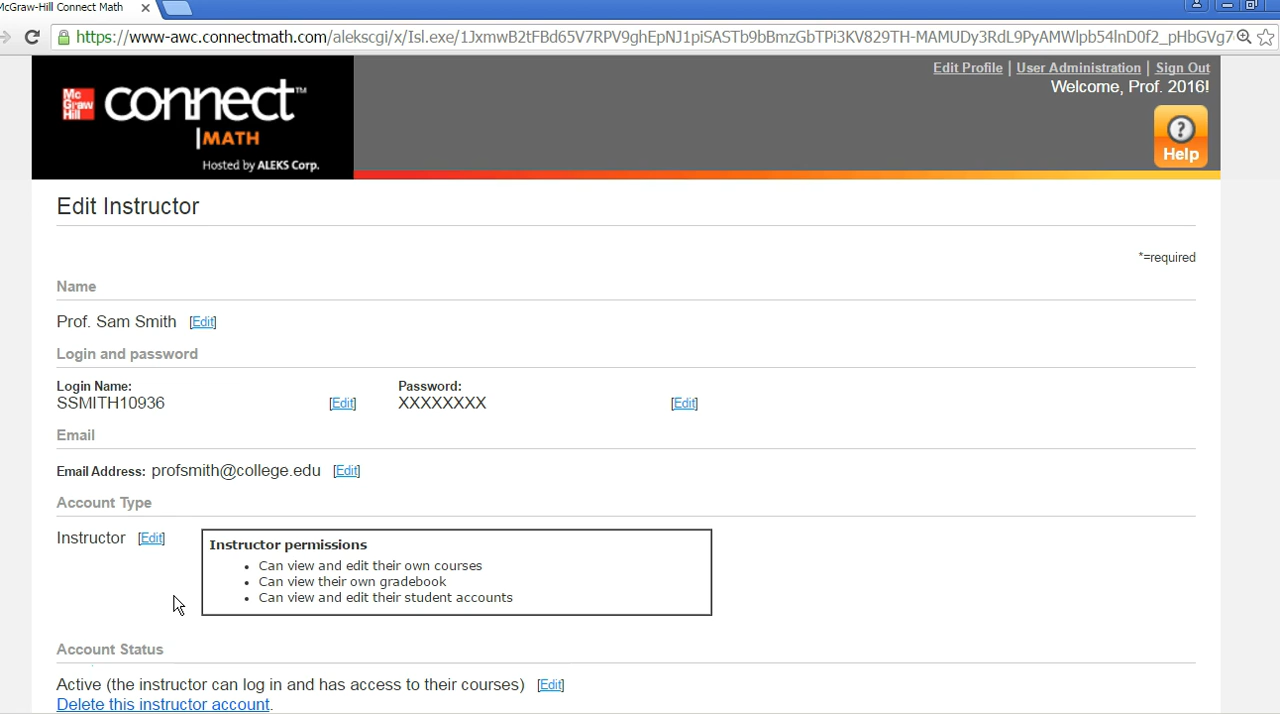 McGraw-Hill Connect Math
https://www-awc.connectmath.com/alekscgi/x/Isl.exe/1JxmwB2tFBd65V7RPV9ghEpNJ1piSASTb9bBmzGbTPi3KV829TH-MAMUDy3RdL9PyAMWlpb54lnD0f2_pHbGVg7
Edit Profile | User Administration | Sign Out
Welcome, Prof. 2016!
Mc Graw Hill
connect™
|MATH
Hosted by ALEKS Corp.
?
Help
Edit Instructor
*=required
Name
Prof. Sam Smith [Edit]
Login and password
Login Name: Password:
SSMITH10936 [Edit] XXXXXXXX [Edit]
Email
Email Address: profsmith@college.edu [Edit]
Account Type
Instructor [Edit]
Instructor permissions
• Can view and edit their own courses
• Can view their own gradebook
• Can view and edit their student accounts
Account Status
Active (the instructor can log in and has access to their courses) [Edit]
Delete this instructor account.